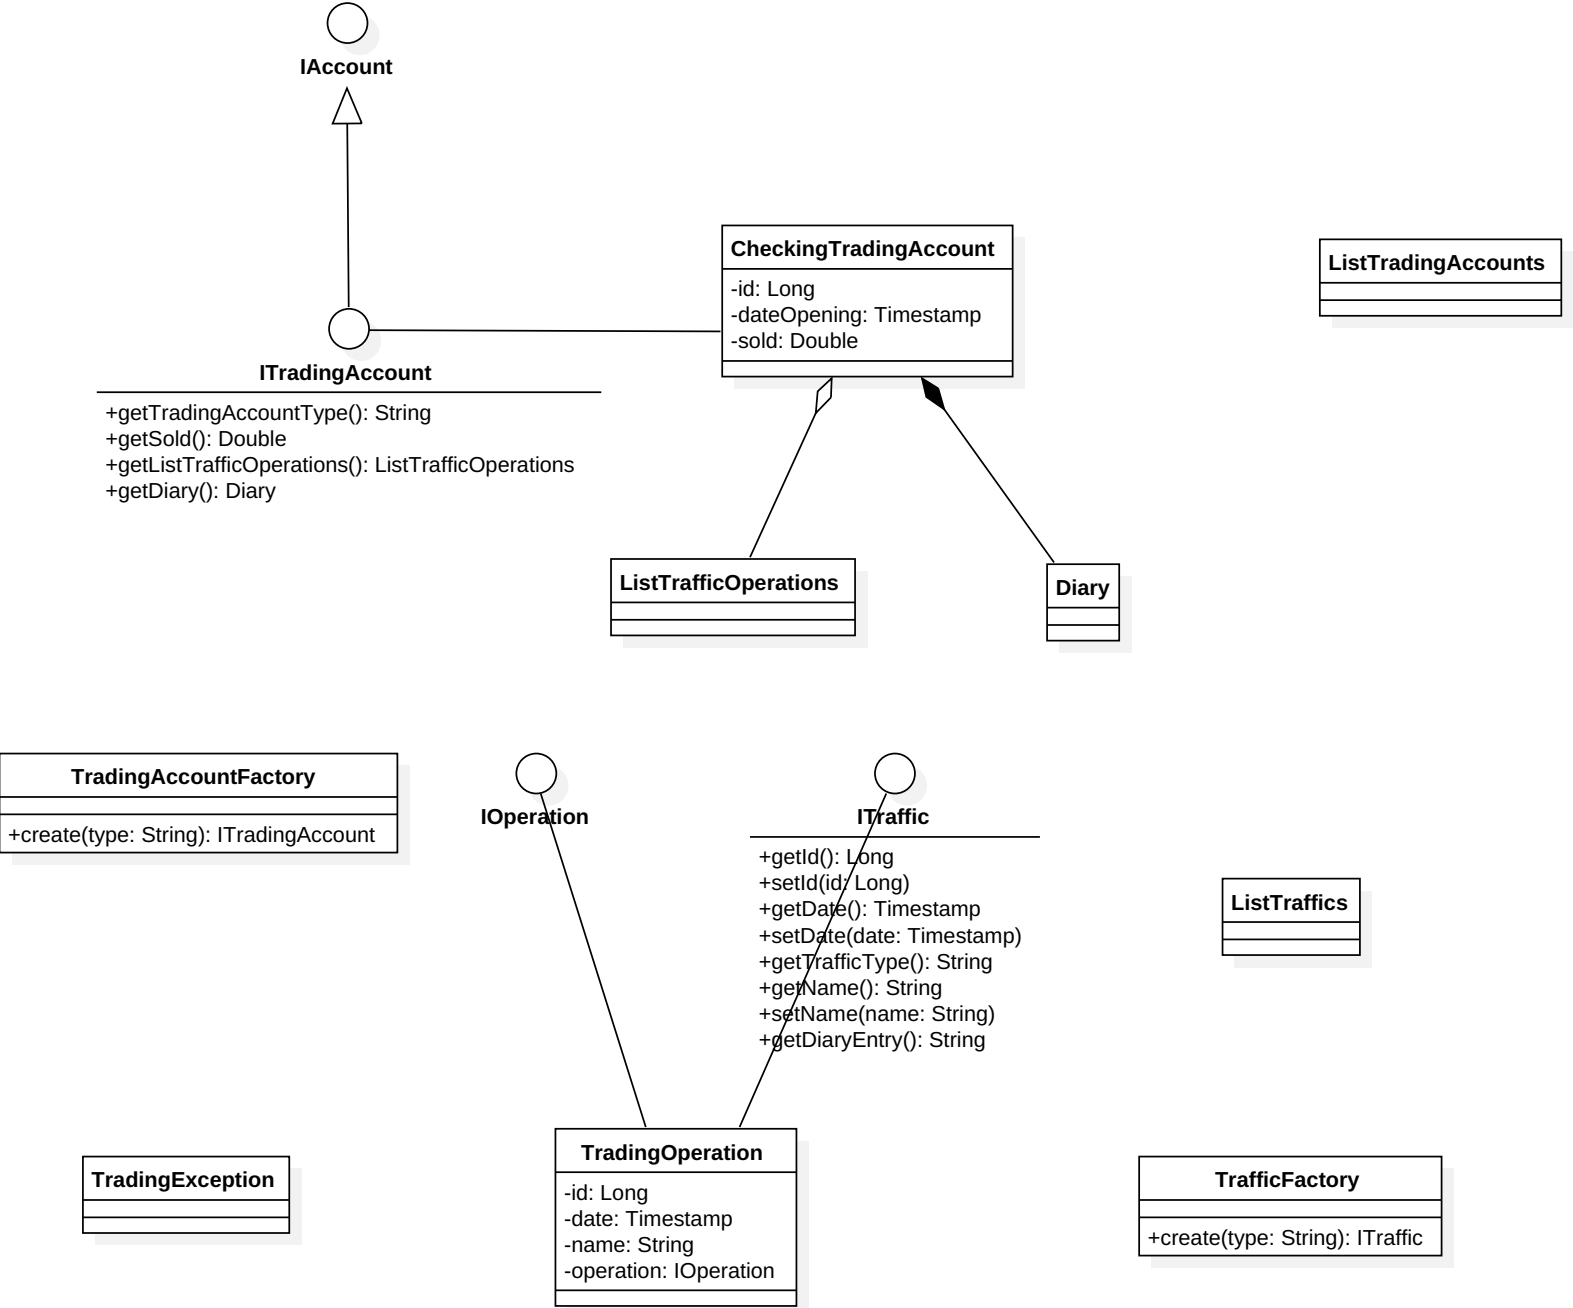 IAccount
CheckingTradingAccount
-id: Long
-dateOpening: Timestamp
-sold: Double
ListTradingAccounts
ITradingAccount
+getTradingAccountType(): String
+getSold(): Double
+getListTrafficOperations(): ListTrafficOperations
+getDiary(): Diary
ListTrafficOperations
Diary
TradingAccountFactory
+create(type: String): ITradingAccount
IOperation
ITraffic
+getId(): Long
+setId(id: Long)
+getDate(): Timestamp
+setDate(date: Timestamp)
+getTrafficType(): String
+getName(): String
+setName(name: String)
+getDiaryEntry(): String
ListTraffics
TradingException
TradingOperation
-id: Long
-date: Timestamp
-name: String
-operation: IOperation
TrafficFactory
+create(type: String): ITraffic